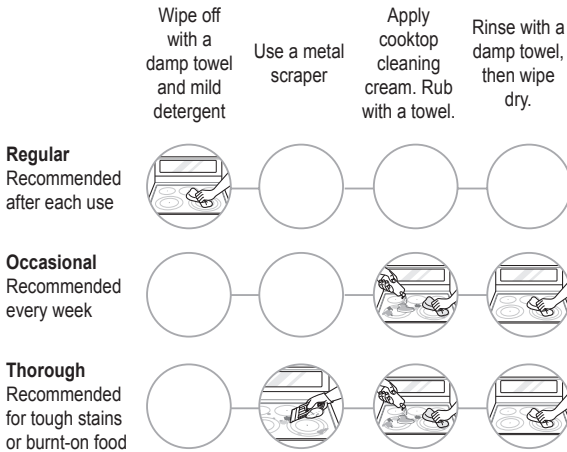 Wipe off
with a
damp towel
and mild
detergent
Use a metal
scraper
Apply
cooktop
cleaning
cream. Rub
with a towel.
Rinse with a
damp towel,
then wipe
dry.
Regular
Recommended
after each use
Occasional
Recommended
every week
Thorough
Recommended
for tough stains
or burnt-on food